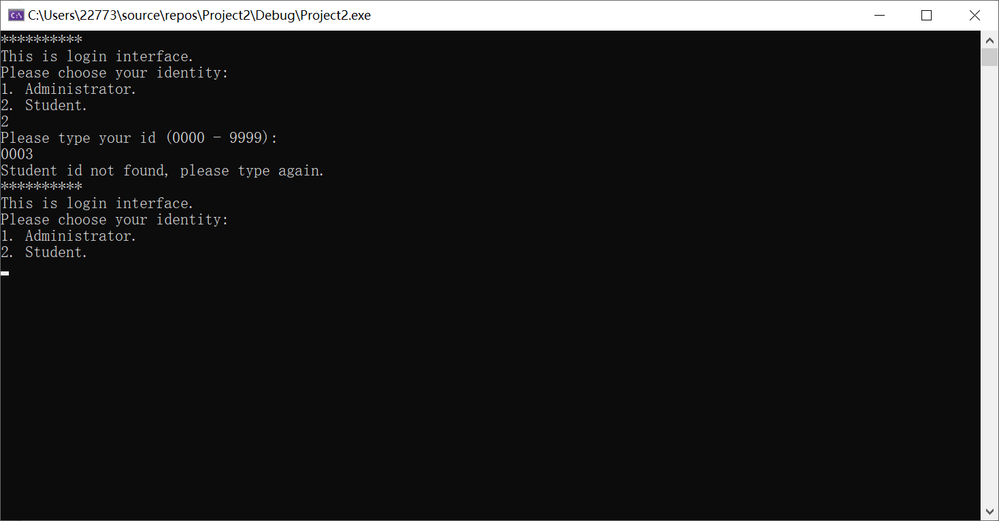 C:\Users\22773\source\repos\Project2\Debug\Project2.exe
**********
This is login interface.
Please choose your identity:
1. Administrator.
2. Student.
2
Please type your id (0000 - 9999):
0003
Student id not found, please type again.
**********
This is login interface.
Please choose your identity:
1. Administrator.
2. Student.